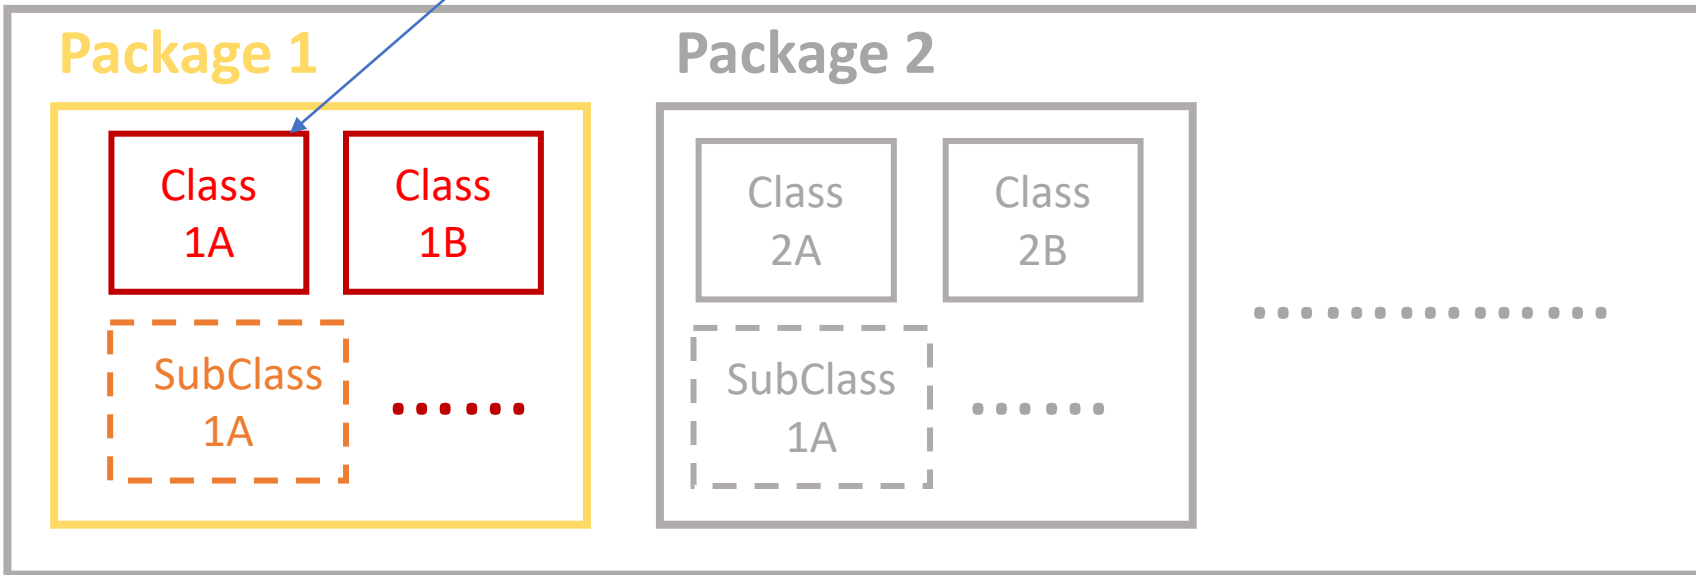 Package 1
Package 2
Class
1A
Class
1B
Class
2A
Class
2B
SubClass
1A
SubClass
1A